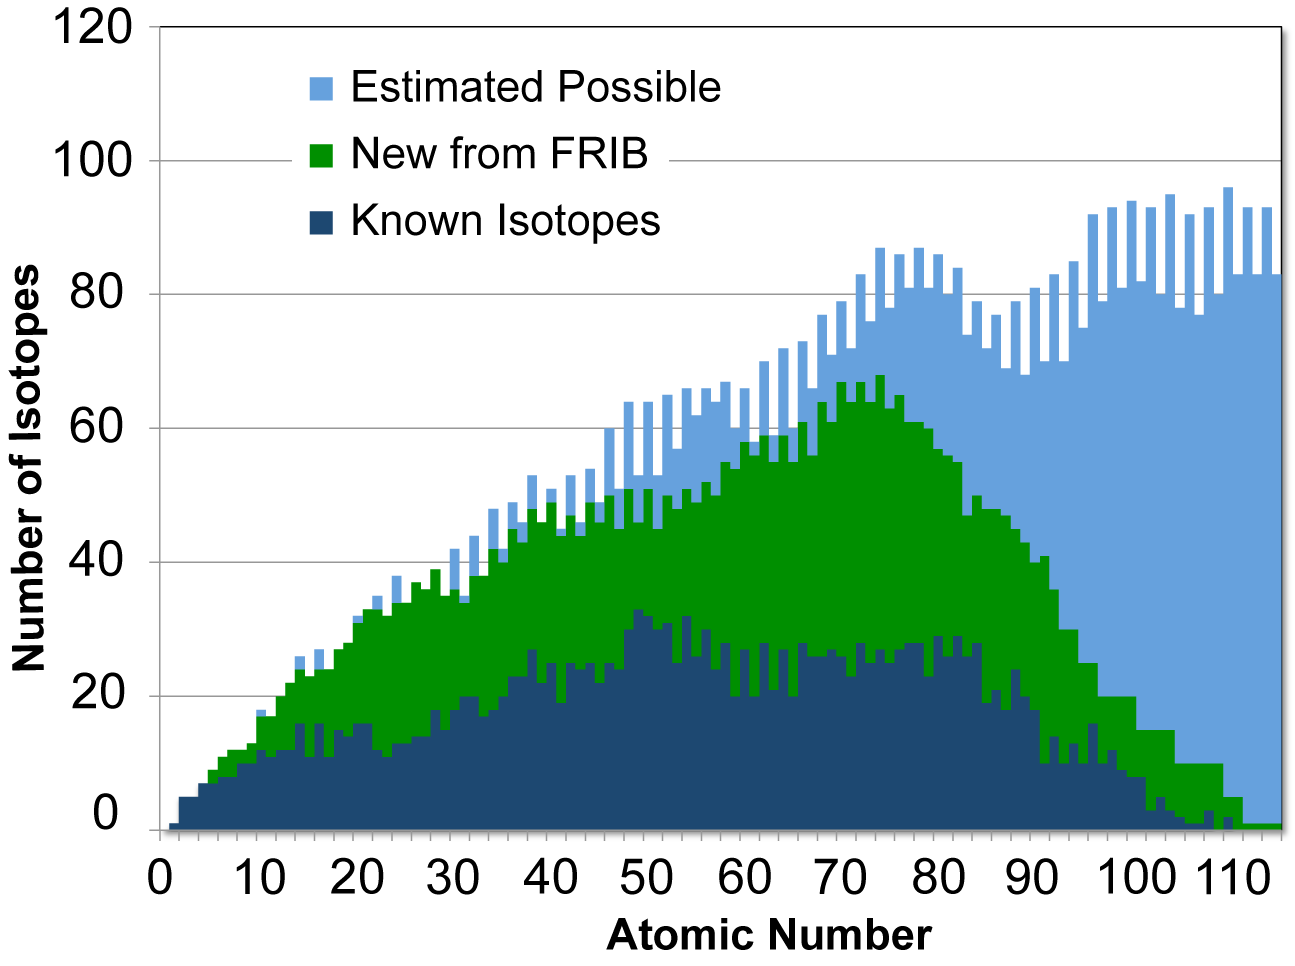 120
100
80
60
40
20
0
Number of Isotopes
Estimated Possible
New from FRIB
Known Isotopes
0 10 20 30 40 50 60 70 80 90 100 110
Atomic Number